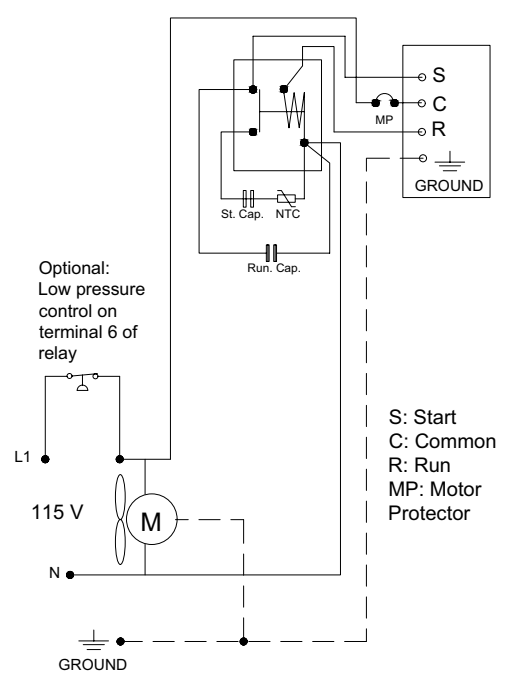 S
C
MP
R
GROUND
St. Cap.
NTC
Run. Cap.
Optional:
Low pressure
control on
terminal 6 of
relay
L1
115 V
M
N
GROUND
S: Start
C: Common
R: Run
MP: Motor
Protector